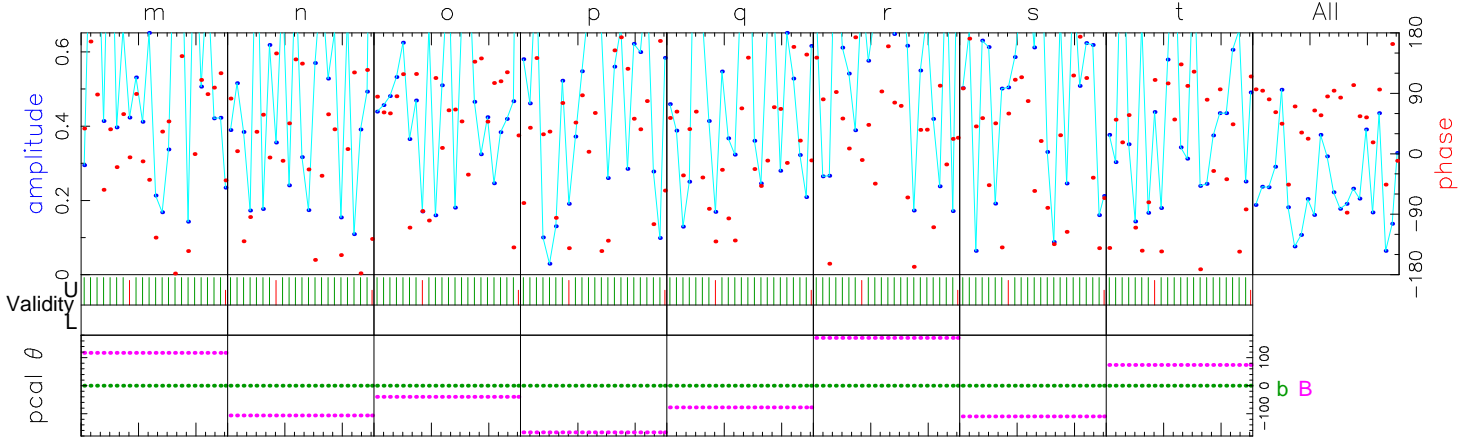 m n o p q r s t All
0.6 180
amplitude
0.4 90
0 phase
0.2 -90
0 -180
U
Validity
L
pcal θ
100
0 b B
-100